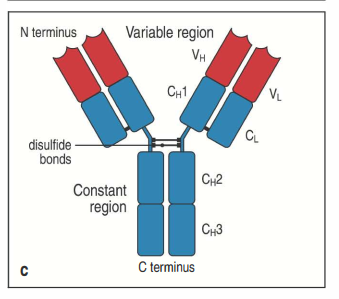 N terminus
Variable region
VH
CH1
VL
CL
disulfide
bonds
CH2
Constant
region
CH3
C terminus
C